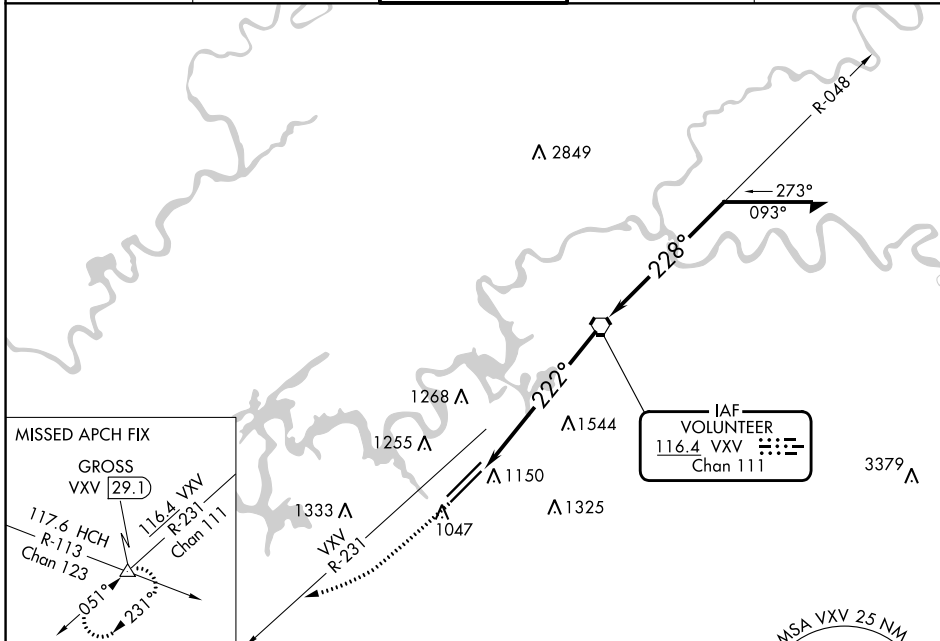 R-048
2849
273°
093°
228°
222°
1268
1255
1544
1150
1333
1047
1325
3379
VXV
R-231
IAF
VOLUNTEER
116.4 VXV
Chan 111
MISSED APCH FIX
GROSS
VXV 29.1
117.6 HCH
R-113
Chan 123
116.4 VXV
R-231
Chan 111
051°
231°
MSA VXV 25 NM